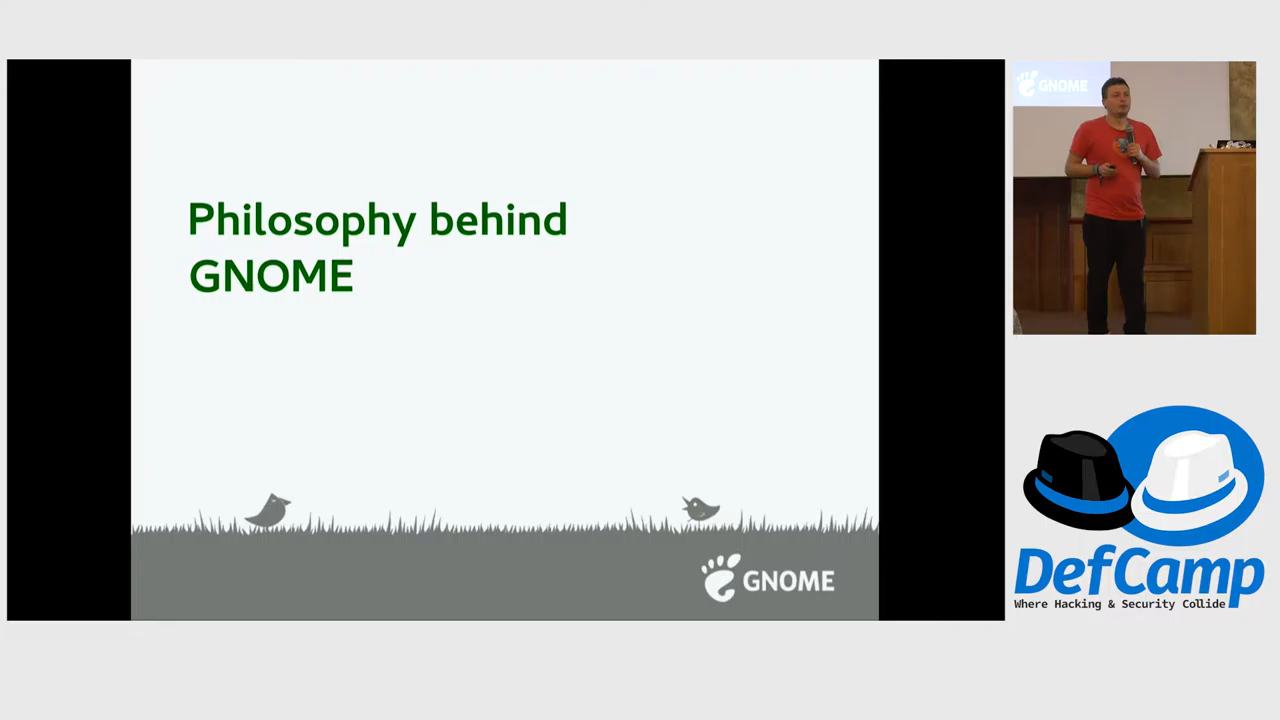 Philosophy behind
GNOME
GNOME
GNOME
DefCamp
Where Hacking & Security Collide